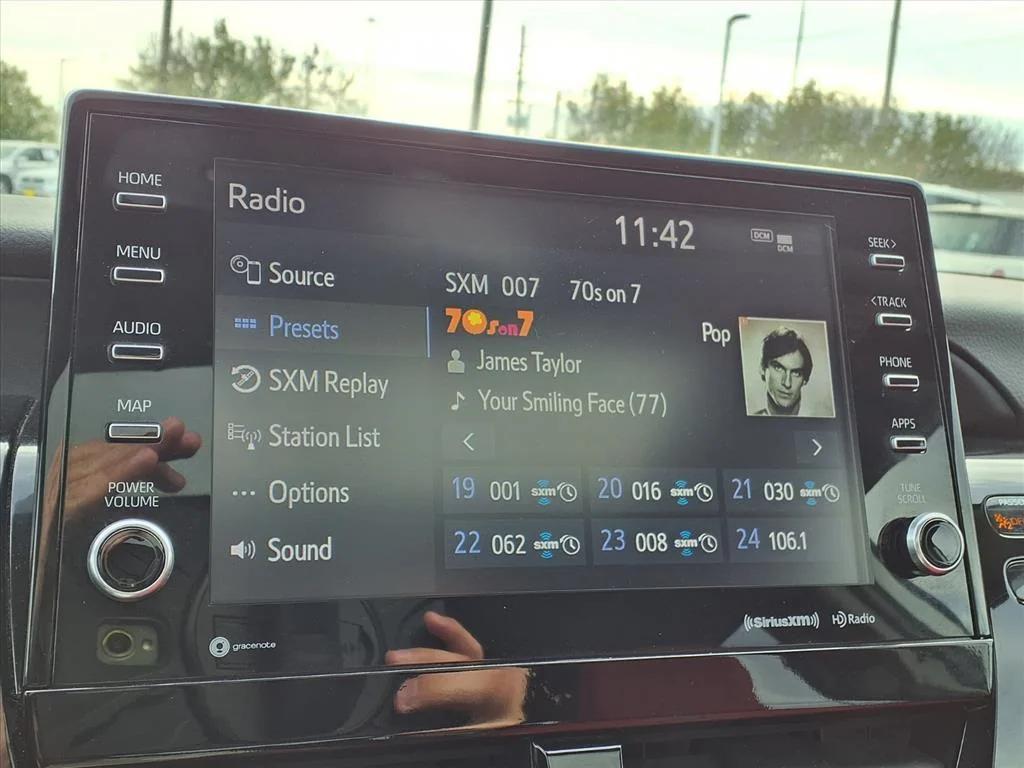 HOME
MENU
AUDIO
MAP
POWER
VOLUME
Radio
11:42
DCM
DCM
Source
Presets
SXM Replay
Station List
Options
Sound
SXM 007 70s on 7
70s on 7
Pop
James Taylor
Your Smiling Face (77)
19 001 sxm
20 016 sxm
21 030 sxm
22 062 sxm
23 008 sxm
24 106.1
SEEK >
< TRACK
PHONE
APPS
TUNE
SCROLL
gracenote
((SiriusXM))
HD Radio